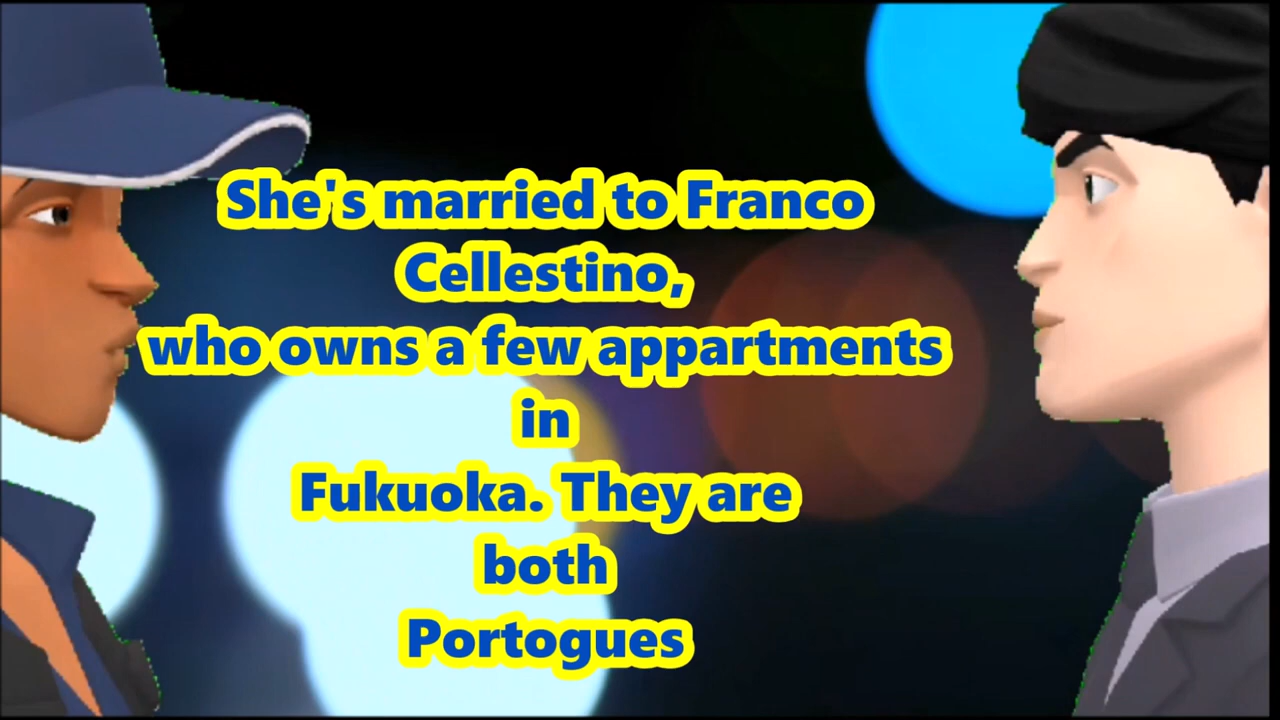 She's married to Franco
Cellestino,
who owns a few appartments
in
Fukuoka. They are
both
Portogues